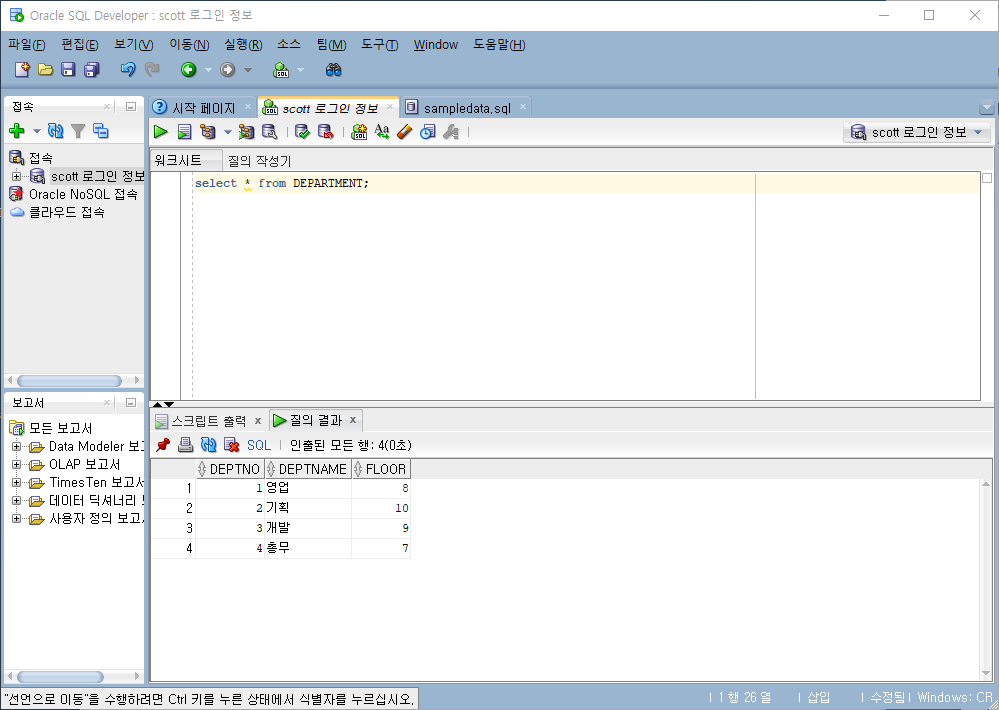 Oracle SQL Developer : scott 로그인 정보
파일(F) 편집(E) 보기(V) 이동(N) 실행(R) 소스 팀(M) 도구(T) Window 도움말(H)
접속
시작 페이지 scott 로그인 정보 sampledata.sql
scott 로그인 정보
접속
scott 로그인 정보
Oracle NoSQL 접속
클라우드 접속
워크시트 질의 작성기
select * from DEPARTMENT;
보고서
모든 보고서
Data Modeler 보고
OLAP 보고서
TimesTen 보고서
데이터 딕셔너리
사용자 정의 보고서
스크립트 출력 x 질의 결과 x
SQL | 인출된 모든 행: 4(0초)
DEPTNO DEPTNAME FLOOR
1 1 영업 8
2 2 기획 10
3 3 개발 9
4 4 총무 7
"선언으로 이동"을 수행하려면 Ctrl 키를 누른 상태에서 식별자를 누르십시오.
| 1 행 26 열 | 삽입 | 수정됨 | Windows: CR